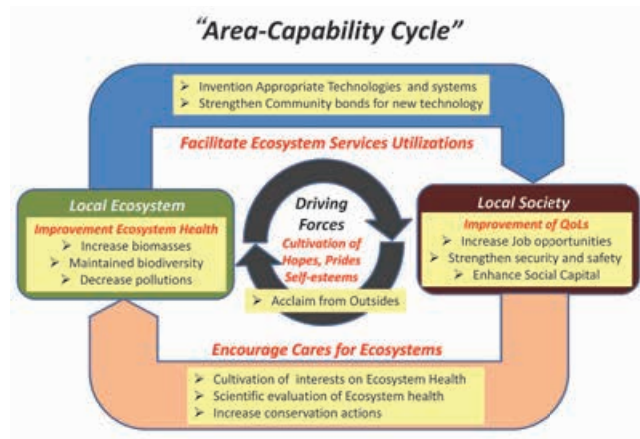 “Area-Capability Cycle”
➢ Invention Appropriate Technologies and systems
➢ Strengthen Community bonds for new technology
Facilitate Ecosystem Services Utilizations
Local Ecosystem
Improvement Ecosystem Health
➢ Increase biomasses
➢ Maintained biodiversity
➢ Decrease pollutions
Driving
Forces
Cultivation of
Hopes, Prides
Self-esteems
➢ Acclaim from Outsides
Local Society
Improvement of QoLs
➢ Increase Job opportunities
➢ Strengthen security and safety
➢ Enhance Social Capital
Encourage Cares for Ecosystems
➢ Cultivation of interests on Ecosystem Health
➢ Scientific evaluation of Ecosystem health
➢ Increase conservation actions